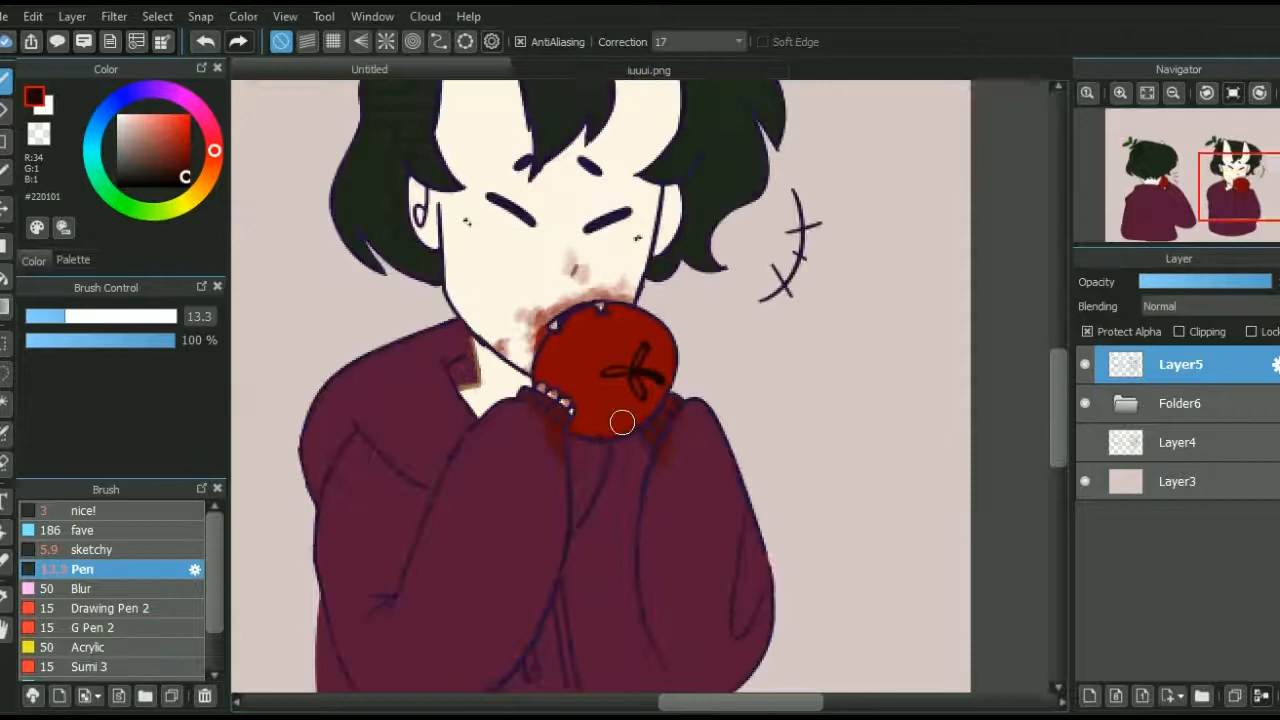 Edit Layer Filter Select Snap Color View Tool Window Cloud Help
AntiAliasing Correction 17 Soft Edge
Color
R:34
G:1
B:1
#220101
Color Palette
Brush Control
13.3
100 %
Brush
3 nice!
186 fave
5.9 sketchy
13.3 Pen
50 Blur
15 Drawing Pen 2
15 G Pen 2
50 Acrylic
15 Sumi 3
Untitled iuuui.png
Navigator
Layer
Opacity
Blending Normal
Protect Alpha Clipping
Layer5
Folder6
Layer4
Layer3